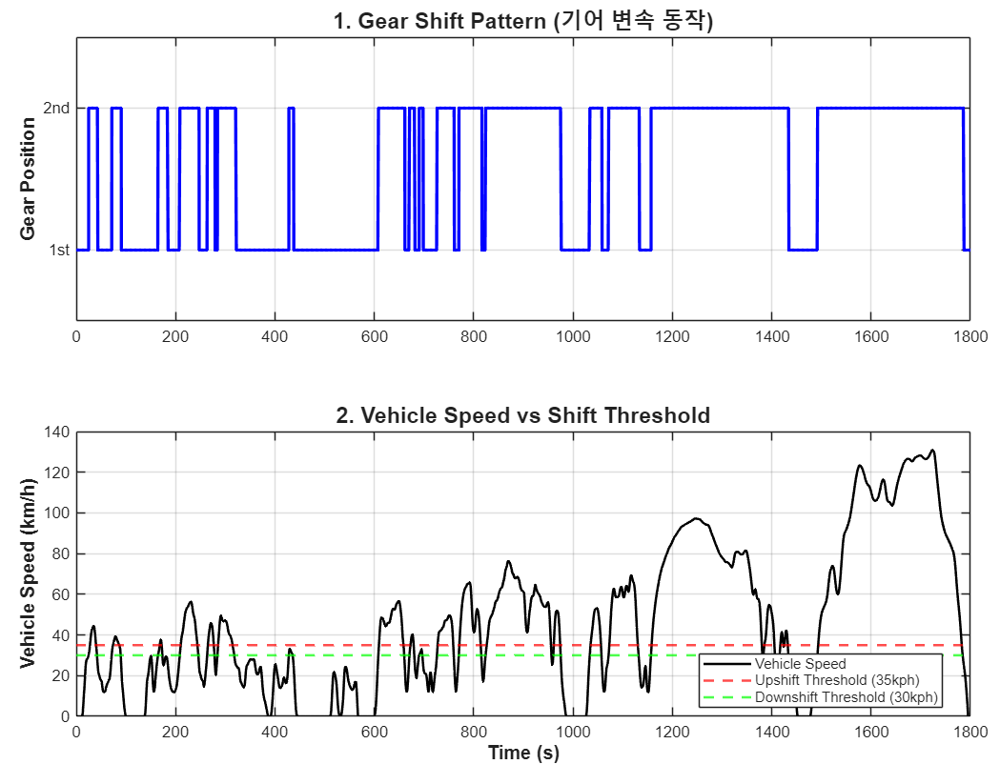 1. Gear Shift Pattern (기어 변속 동작)
Gear Position
2nd
1st
0 200 400 600 800 1000 1200 1400 1600 1800
2. Vehicle Speed vs Shift Threshold
Vehicle Speed (km/h)
140
120
100
80
60
40
20
0
Vehicle Speed
Upshift Threshold (35kph)
Downshift Threshold (30kph)
0 200 400 600 800 1000 1200 1400 1600 1800
Time (s)